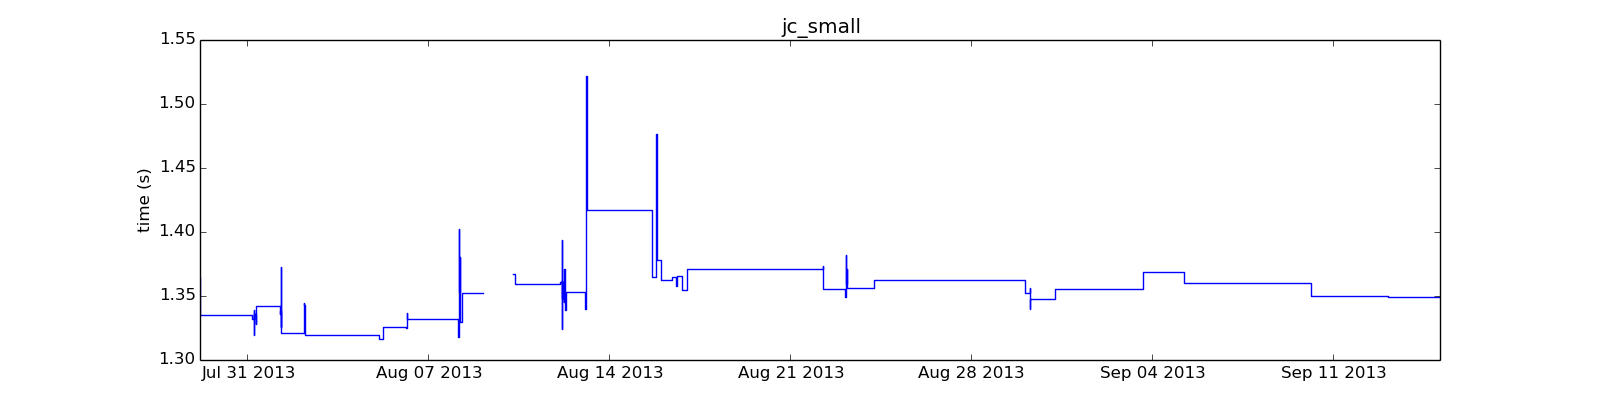 jc_small
1.55
1.50
1.45
1.40
1.35
1.30
time (s)
Jul 31 2013
Aug 07 2013
Aug 14 2013
Aug 21 2013
Aug 28 2013
Sep 04 2013
Sep 11 2013